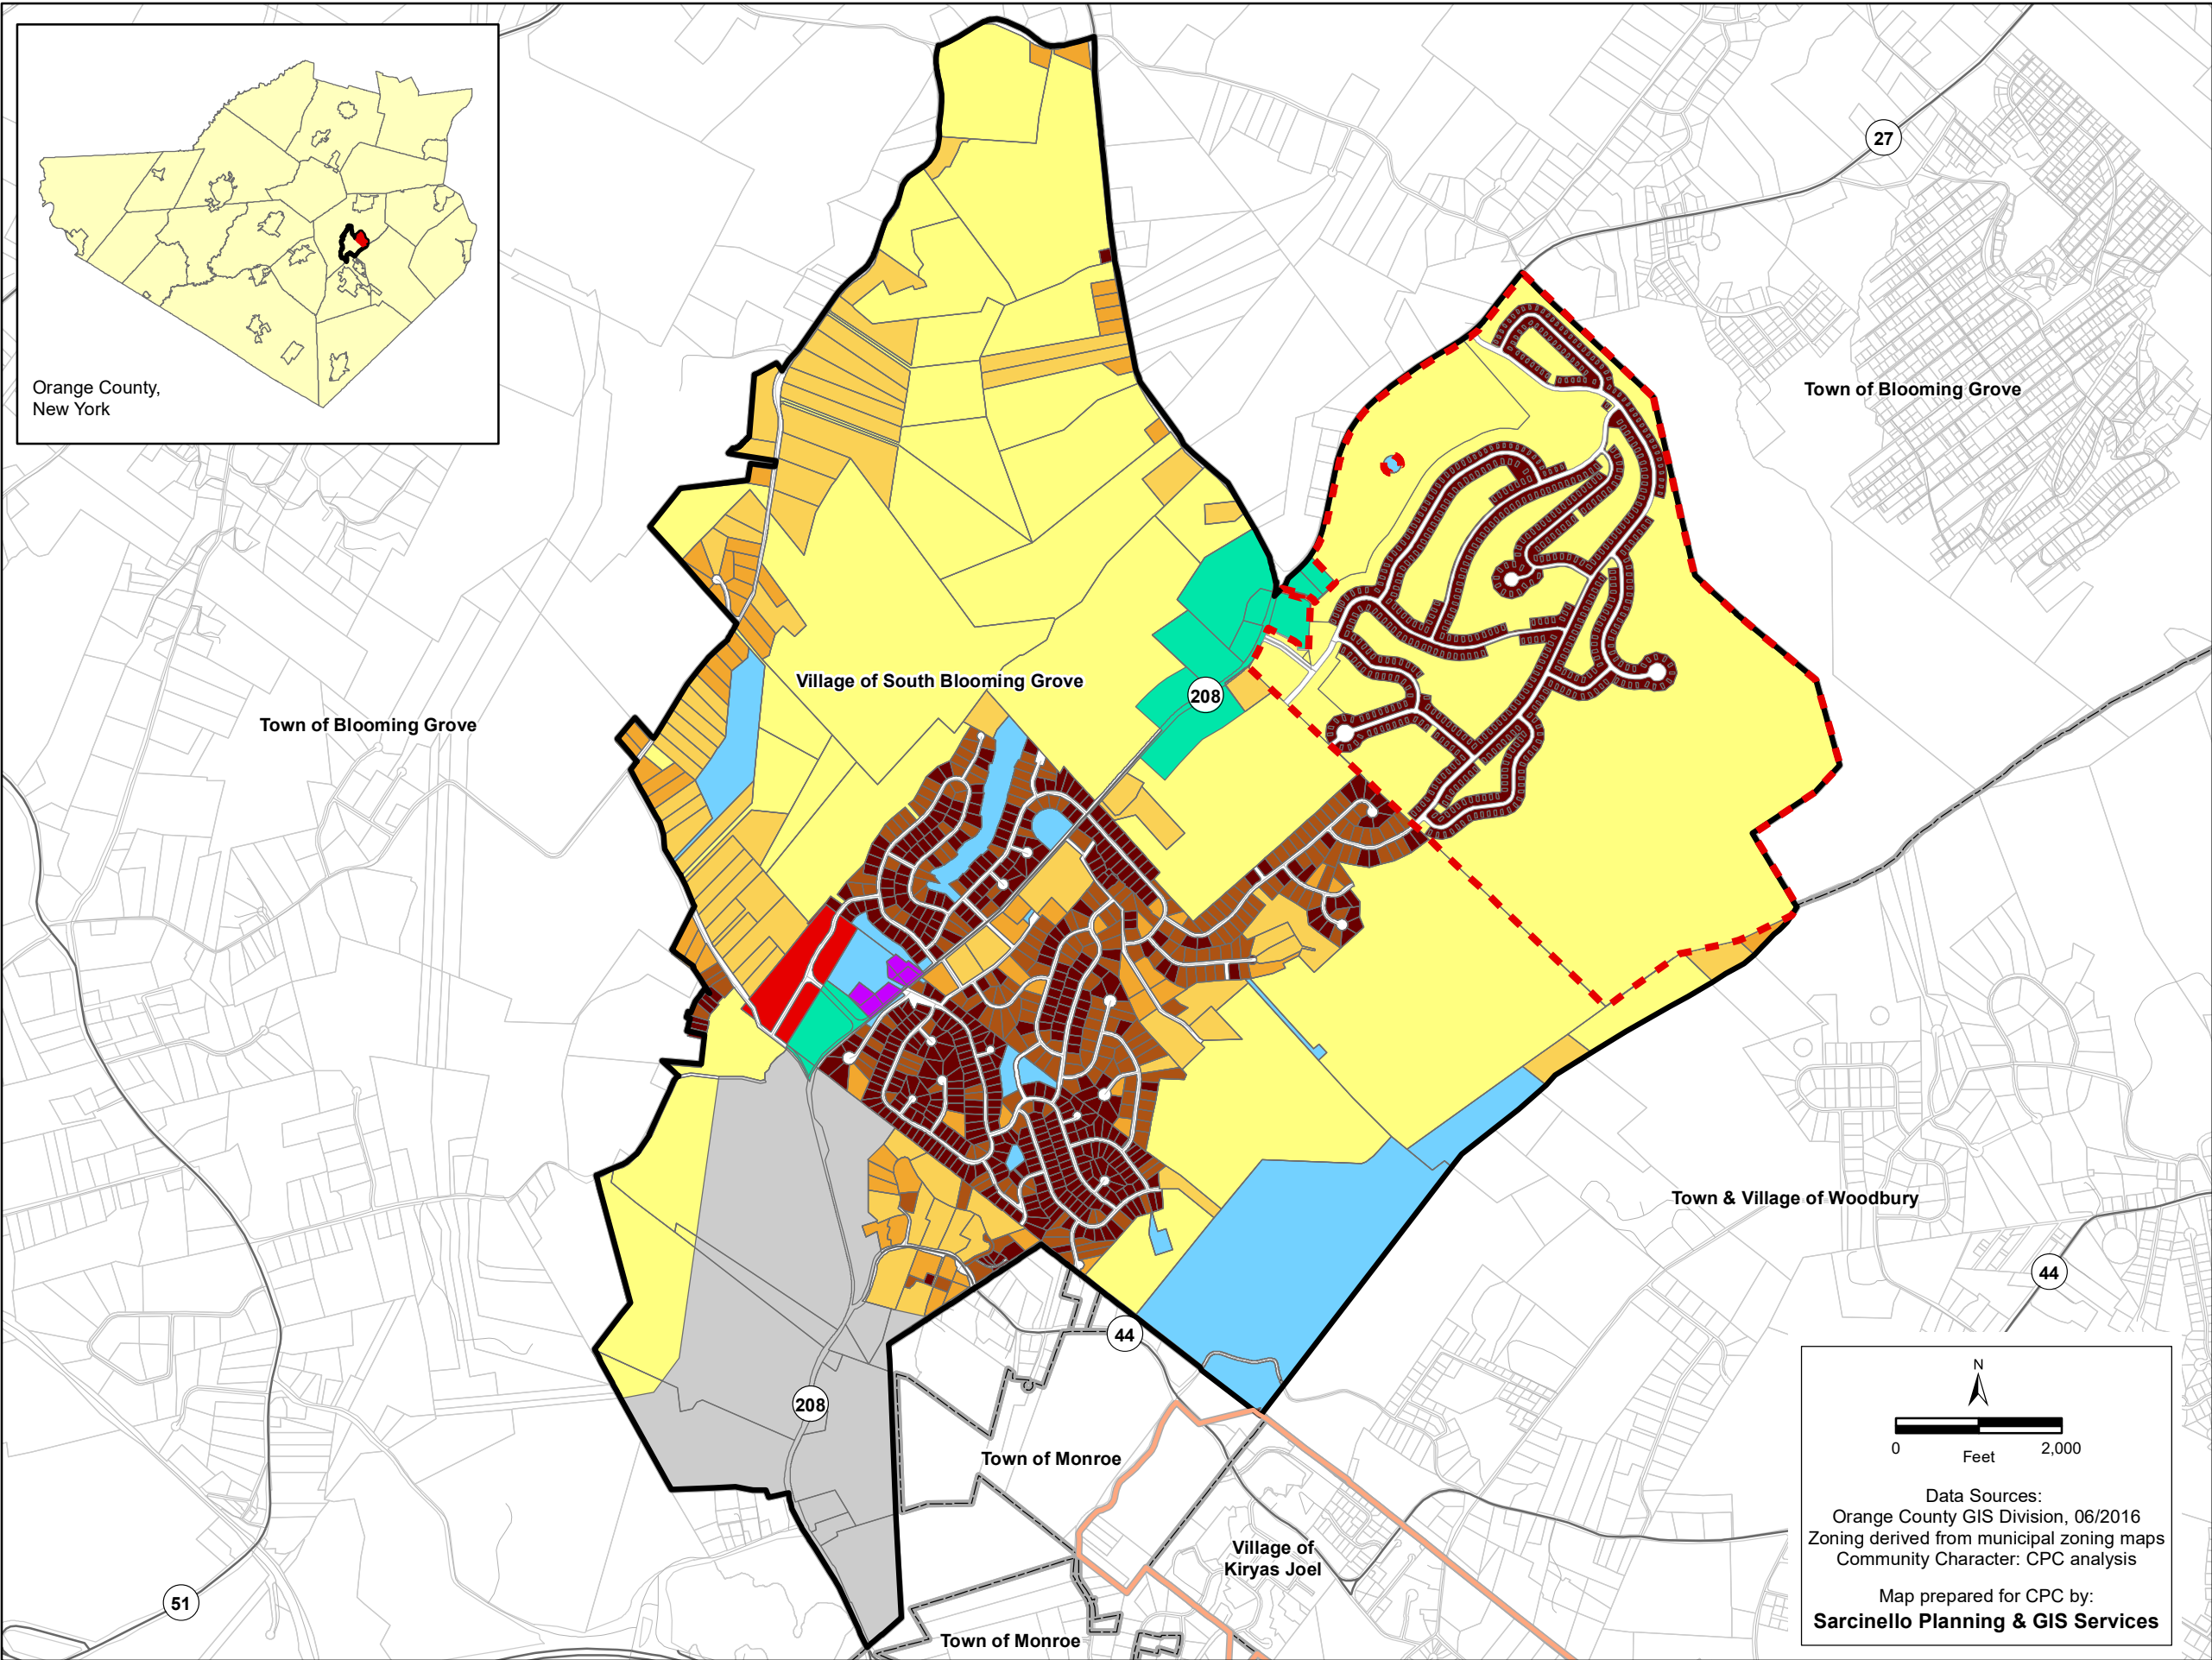 Orange County,
New York
27
Town of Blooming Grove
Village of South Blooming Grove
208
Town of Blooming Grove
Town & Village of Woodbury
44
44
208
Town of Monroe
Village of
Kiryas Joel
51
Town of Monroe
N
0
2,000
Feet
Data Sources:
Orange County GIS Division, 06/2016
Zoning derived from municipal zoning maps
Community Character: CPC analysis
Map prepared for CPC by:
Sarcinello Planning & GIS Services